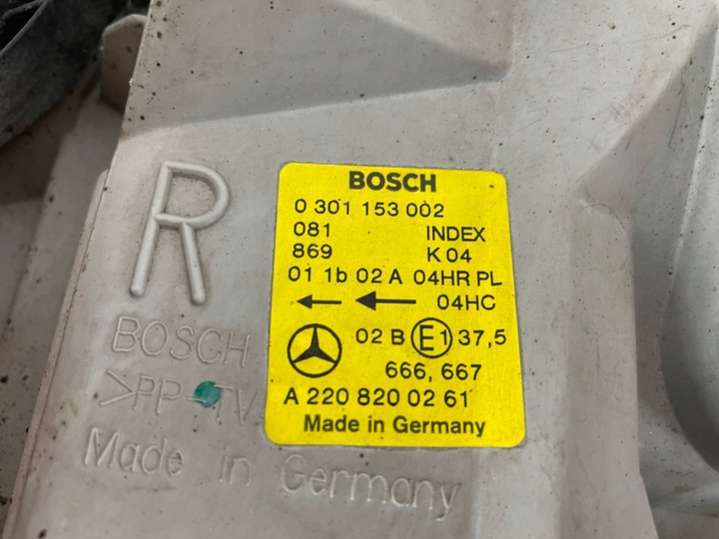 R
BOSCH
0 301 153 002
081 INDEX
869 K 04
01 1b 02 A 04HR PL
04HC
02 B E1 37,5
666, 667
A 220 820 02 61
Made in Germany
BOSCH
>PP-TV
Made in Germany